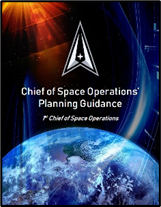 Chief of Space Operations'
Planning Guidance
1st Chief of Space Operations